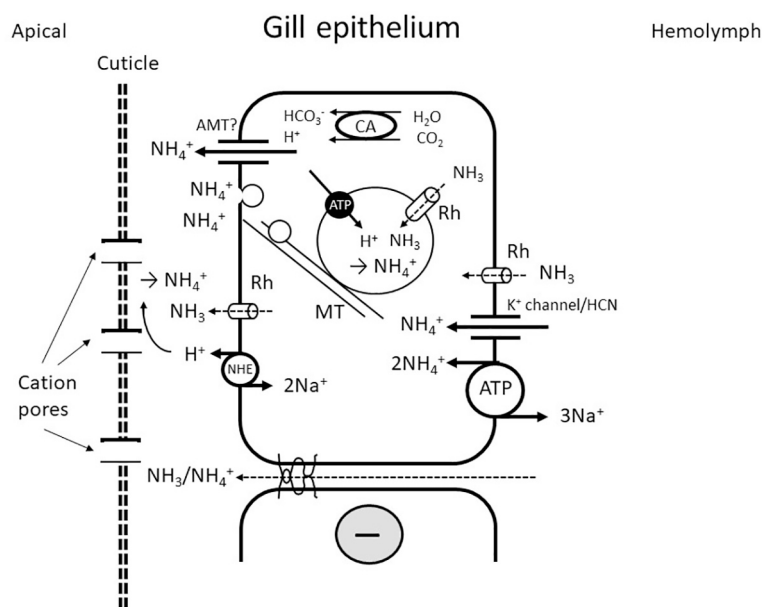 Apical
Gill epithelium
Hemolymph
Cuticle
AMT?
HCO₃⁻
H₂O
CA
H⁺
CO₂
NH₄⁺
NH₃
NH₄⁺
ATP
Rh
NH₄⁺
H⁺ NH₃
→ NH₄⁺
Rh
NH₃
→ NH₄⁺
Rh
MT
K⁺ channel/HCN
NH₃
NH₄⁺
H⁺
2NH₄⁺
NHE
ATP
Cation
pores
2Na⁺
3Na⁺
NH₃/NH₄⁺
−